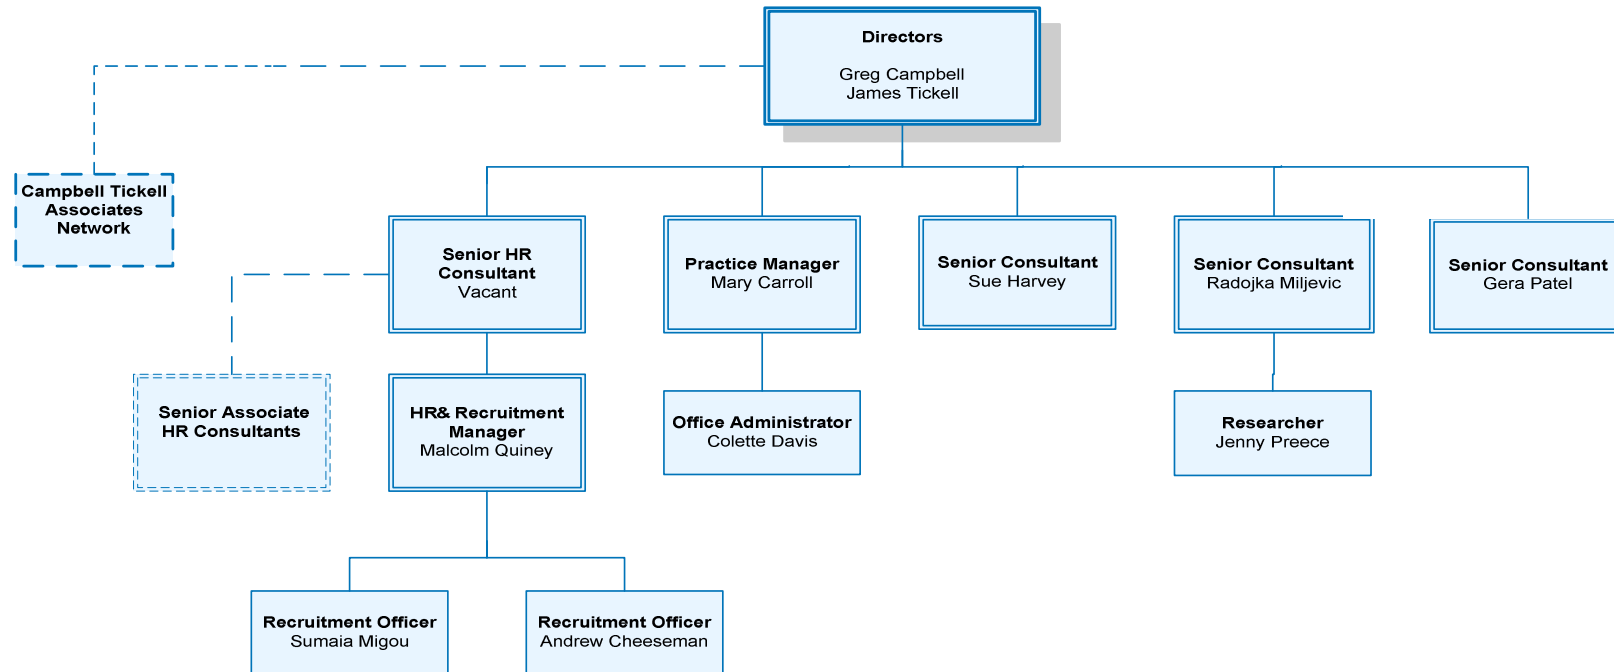 Directors
Greg Campbell
James Tickell
Campbell Tickell
Associates
Network
Senior HR
Consultant
Vacant
Practice Manager
Mary Carroll
Senior Consultant
Sue Harvey
Senior Consultant
Radojka Miljevic
Senior Consultant
Gera Patel
Senior Associate
HR Consultants
HR& Recruitment
Manager
Malcolm Quiney
Office Administrator
Colette Davis
Researcher
Jenny Preece
Recruitment Officer
Sumaia Migou
Recruitment Officer
Andrew Cheeseman